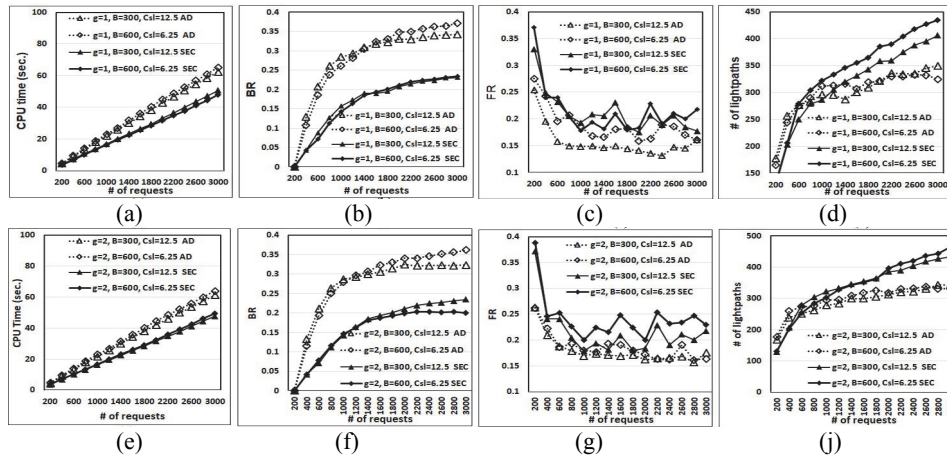 CPU time (sec.)
100
80
60
40
20
0
g=1, B=300, Csl=12.5 AD
g=1, B=600, Csl=6.25 AD
g=1, B=300, Csl=12.5 SEC
g=1, B=600, Csl=6.25 SEC
200 600 1000 1400 1800 2200 2600 3000
# of requests
(a)
BR
0.4
0.35
0.3
0.25
0.2
0.15
0.1
0.05
0
g=1, B=300, Csl=12.5 AD
g=1, B=600, Csl=6.25 AD
g=1, B=300, Csl=12.5 SEC
g=1, B=600, Csl=6.25 SEC
200 600 1000 1400 1800 2200 2600 3000
# of requests
(b)
FR
0.4
0.35
0.3
0.25
0.2
0.15
0.1
g=1, B=300, Csl=12.5 AD
g=1, B=600, Csl=6.25 AD
g=1, B=300, Csl=12.5 SEC
g=1, B=600, Csl=6.25 SEC
200 600 1000 1400 1800 2200 2600 3000
# of requests
(c)
# of lightpaths
450
400
350
300
250
200
150
g=1, B=300, Csl=12.5 AD
g=1, B=600, Csl=6.25 AD
g=1, B=300, Csl=12.5 SEC
g=1, B=600, Csl=6.25 SEC
200 600 1000 1400 1800 2200 2600 3000
# of requests
(d)
CPU Time (sec.)
100
80
60
40
20
0
g=2, B=300, Csl=12.5 AD
g=2, B=600, Csl=6.25 AD
g=2, B=300, Csl=12.5 SEC
g=2, B=600, Csl=6.25 SEC
200 600 1000 1400 1800 2200 2600 3000
# of requests
(e)
BR
0.4
0.35
0.3
0.25
0.2
0.15
0.1
0.05
0
g=2, B=300, Csl=12.5 AD
g=2, B=600, Csl=6.25 AD
g=2, B=300, Csl=12.5 SEC
g=2, B=600, Csl=6.25 SEC
200 400 600 800 1000 1200 1400 1600 1800 2000 2200 2400 2600 2800 3000
# of requests
(f)
FR
0.4
0.35
0.3
0.25
0.2
0.15
0.1
g=2, B=300, Csl=12.5 AD
g=2, B=600, Csl=6.25 AD
g=2, B=300, Csl=12.5 SEC
g=2, B=600, Csl=6.25 SEC
200 400 600 800 1000 1200 1400 1600 1800 2000 2200 2400 2600 2800 3000
# of requests
(g)
# of lightpaths
500
400
300
200
100
0
g=2, B=300, Csl=12.5 AD
g=2, B=600, Csl=6.25 AD
g=2, B=300, Csl=12.5 SEC
g=2, B=600, Csl=6.25 SEC
200 400 600 800 1000 1200 1400 1600 1800 2000 2200 2400 2600 2800
# of requests
(j)